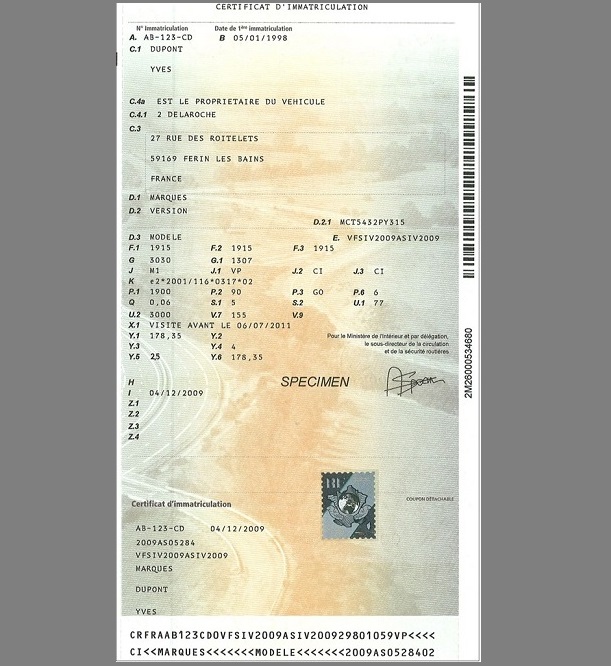 CERTIFICAT D'IMMATRICULATION
N° Immatriculation Date de 1ère immatriculation
A. AB-123-CD B 05/01/1998
C.1 DUPONT
YVES
C.4a EST LE PROPRIETAIRE DU VEHICULE
C.4.1 2 DELAROCHE
C.3
27 RUE DES ROITELETS
59169 FERIN LES BAINS
FRANCE
D.1 MARQUES
D.2 VERSION
D.2.1 MCT5432PY315
D.3 MODELE E. VFSIV2009ASIV2009
F.1 1915 F.2 1915 F.3 1915
G 3030 G.1 1307
J M1 J.1 VP J.2 CI J.3 CI
K e2*2001/116*0317*02
P.1 1900 P.2 90 P.3 GO P.6 6
Q 0,06 S.1 5 S.2 U.1 77
U.2 3000 V.7 155 V.9
X.1 VISITE AVANT LE 06/07/2011
Y.1 178,35 Y.2
Y.3 Y.4 4
Y.5 2,5 Y.6 178,35
Pour le Ministère de l'Intérieur et par délégation,
le sous-directeur de la circulation
et de la sécurité routières
SPECIMEN
H
I 04/12/2009
Z.1
Z.2
Z.3
Z.4
2M26000534680
COUPON DÉTACHABLE
Certificat d'immatriculation
AB-123-CD 04/12/2009
2009AS05284
VFSIV2009ASIV2009
MARQUES
DUPONT
YVES
CRFRAAB123CD0VFSIV2009ASIV200929801059VP<<<<
CI<<MARQUES<<<<<<<MODELE<<<<<<<2009AS0528402